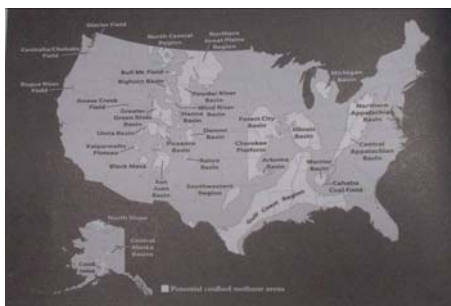 Glacier Field
Centralia/Chehalis
Field
North Central
Region
Northern
Great Plains
Region
Michigan
Basin
Rogue River
Field
Bull Mt. Field
Bighorn Basin
Powder River
Basin
Wind River
Basin
Goose Creek
Field
Greater
Green River
Basin
Hanna
Basin
Forest City
Basin
Illinois
Basin
Northern
Appalachian
Basin
Uinta Basin
Denver
Basin
Cherokee
Platform
Central
Appalachian
Basin
Kaiparowits
Plateau
Piceance
Basin
Black Mesa
Raton
Basin
Arkoma
Basin
Warrior
Basin
San
Juan
Basin
Southwestern
Region
Cahaba
Coal Field
Gulf Coast Region
North Slope
Central
Alaska
Basins
Cook
Inlet
Potential coalbed methane areas